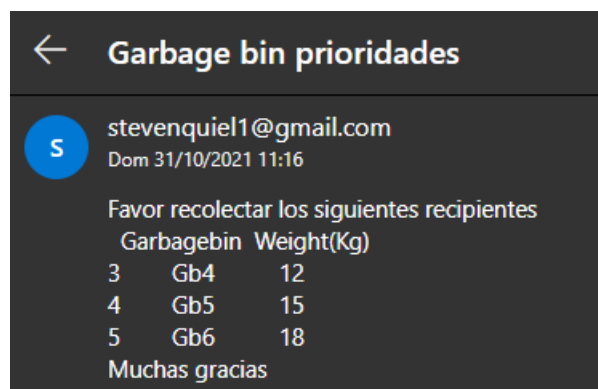 Garbage bin prioridades
S
stevenquiel1@gmail.com
Dom 31/10/2021 11:16
Favor recolectar los siguientes recipientes
Garbagebin Weight(Kg)
3 Gb4 12
4 Gb5 15
5 Gb6 18
Muchas gracias